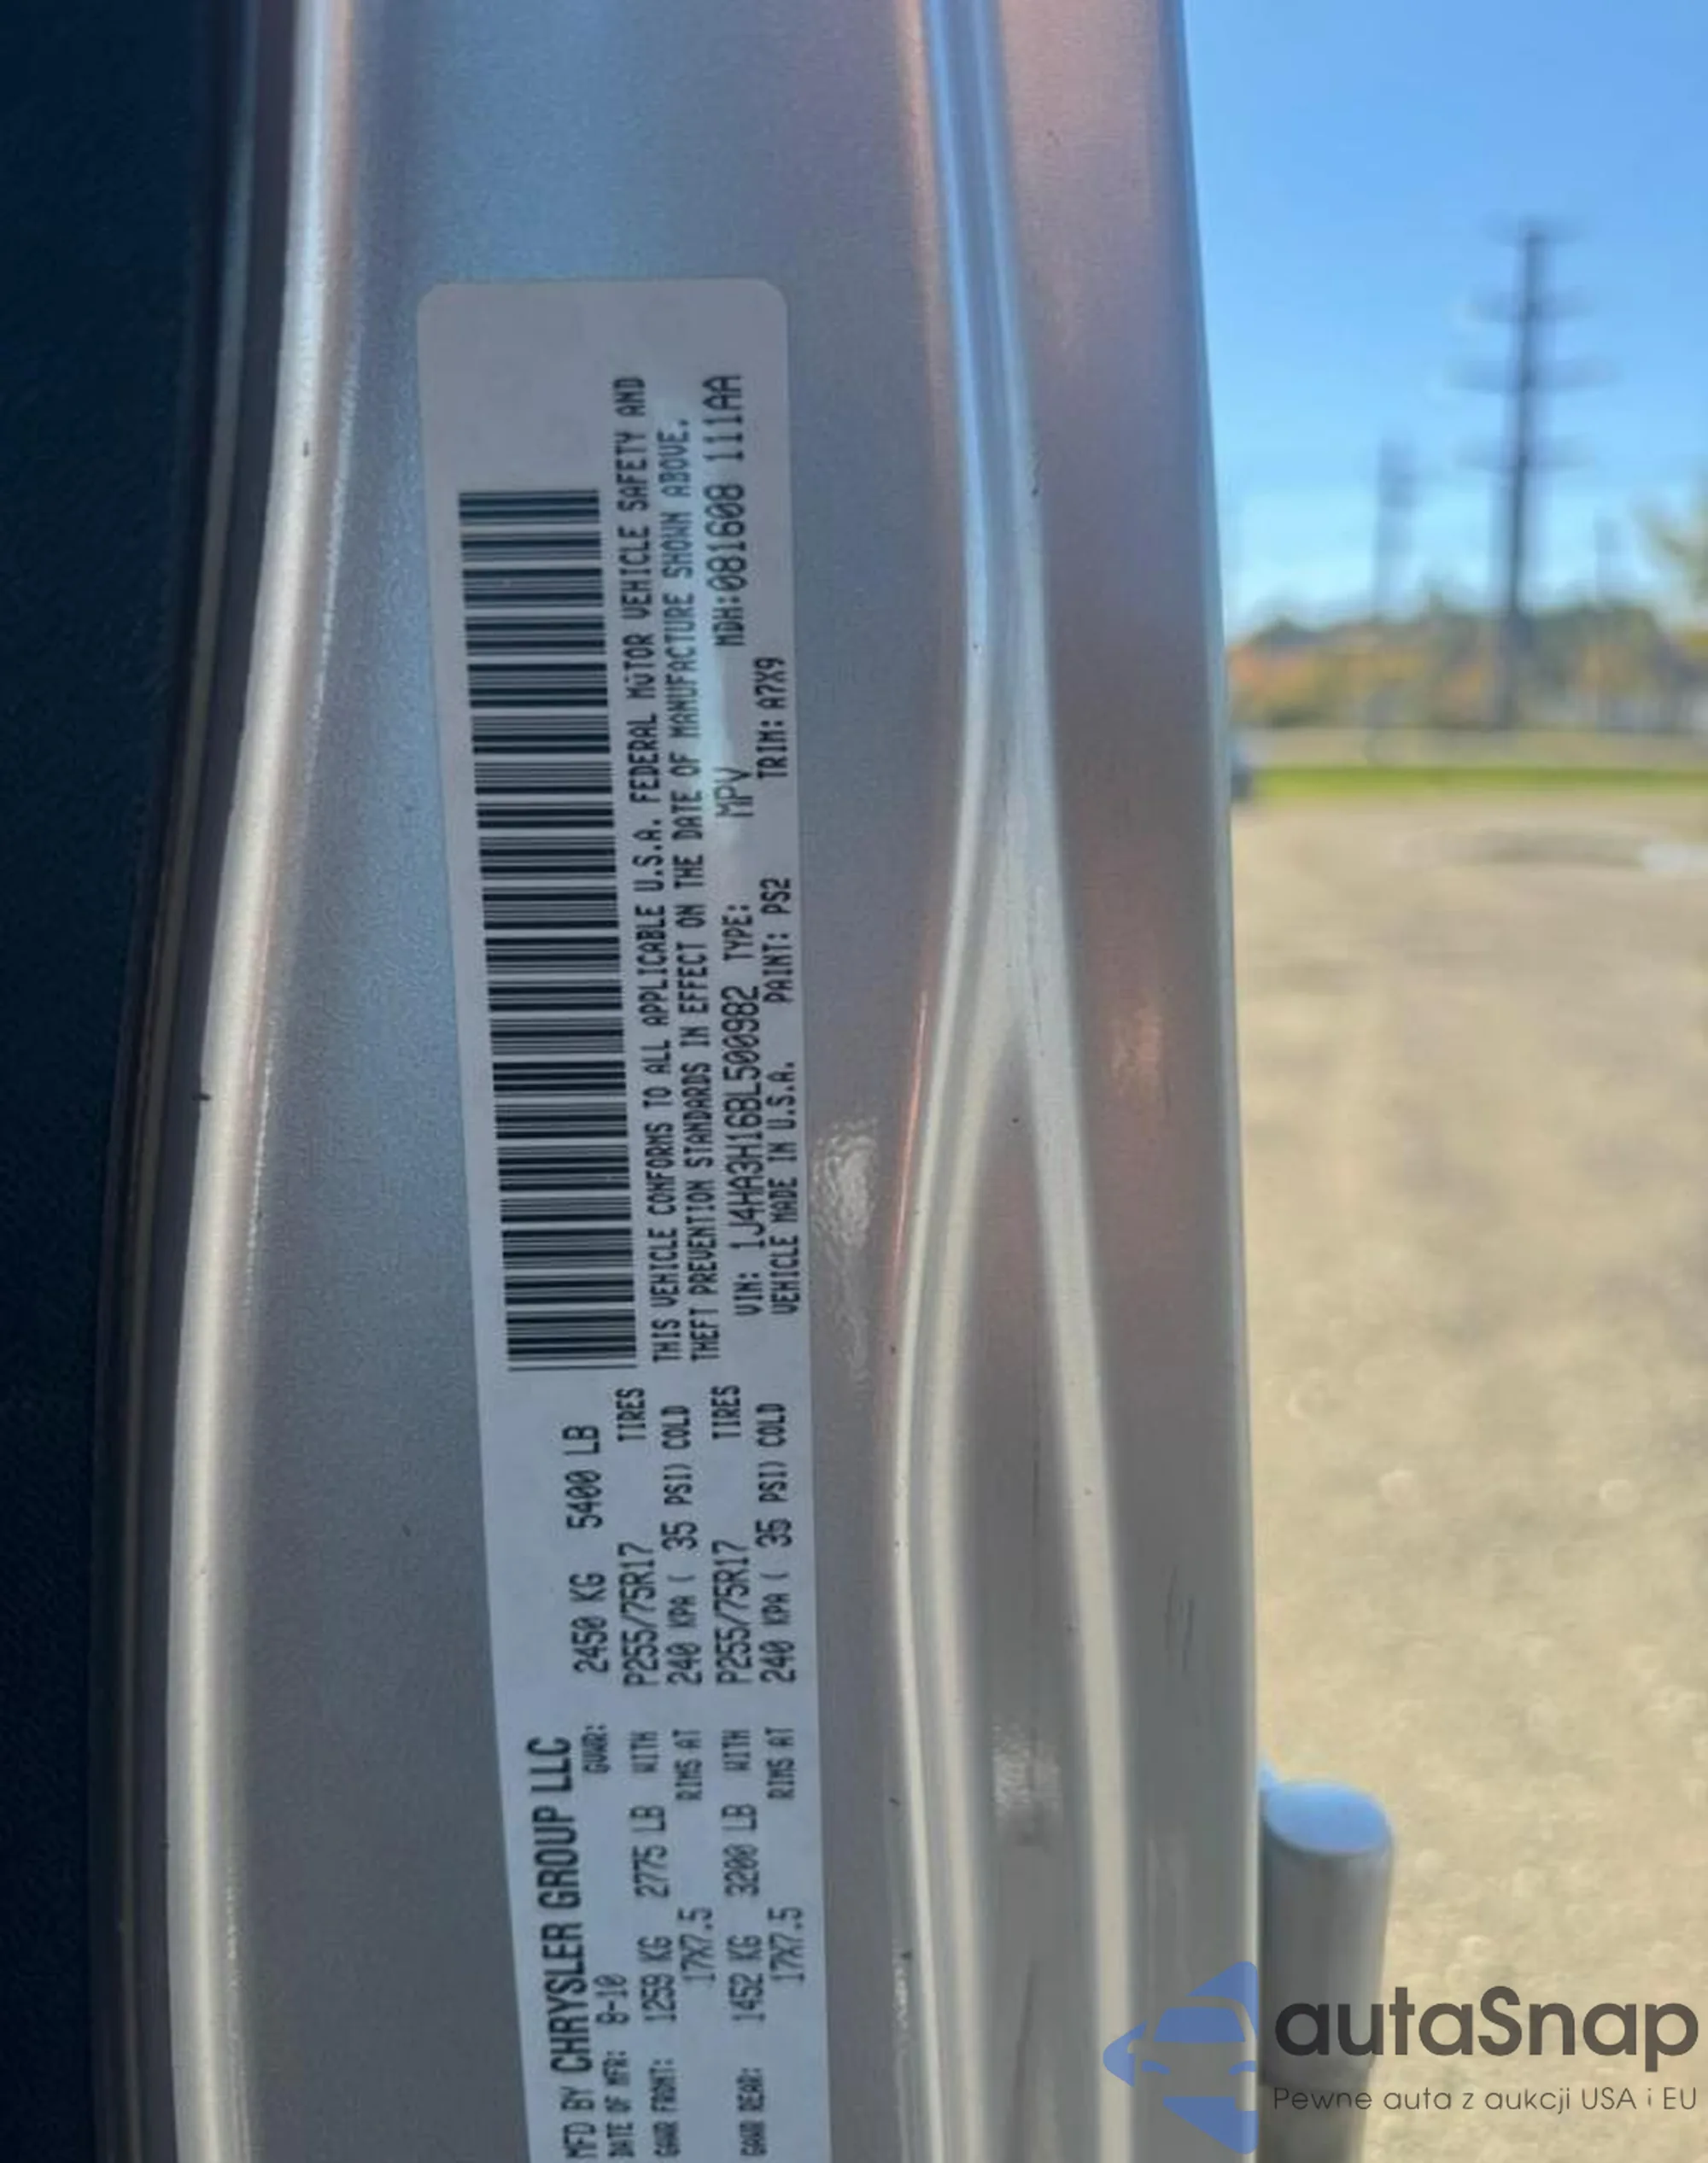 MFD BY CHRYSLER GROUP LLC
DATE OF MFR: 8-10 GVWR: 2450 KG 5400 LB
GAWR FRONT: 1259 KG 2775 LB WITH P255/75R17 TIRES
17X7.5 RIMS AT 240 KPA ( 35 PSI) COLD
GAWR REAR: 1452 KG 3200 LB WITH P255/75R17 TIRES
17X7.5 RIMS AT 240 KPA ( 35 PSI) COLD
THIS VEHICLE CONFORMS TO ALL APPLICABLE U.S.A. FEDERAL MOTOR VEHICLE SAFETY AND
THEFT PREVENTION STANDARDS IN EFFECT ON THE DATE OF MANUFACTURE SHOWN ABOVE.
VIN: 1J4HA3H16BL500982 TYPE: MPV MDH:081608 111AA
VEHICLE MADE IN U.S.A. PAINT: PS2 TRIM: A7X9
autaSnap
Pewne auta z aukcji USA i EU